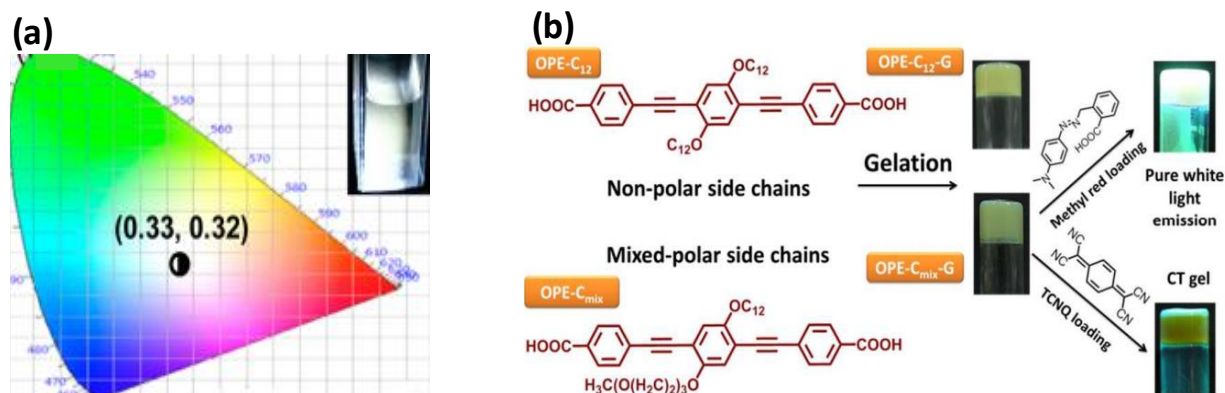 (a)
540
550
560
570
580
590
600
610
620
(0.33, 0.32)
480
470
(b)
OPE-C12
OC12
HOOC
COOH
C12O
OPE-C12-G
Non-polar side chains
Gelation
N
N
HOOC
N
Methyl red loading
Pure white
light
emission
Mixed-polar side chains
OPE-Cmix
OPE-Cmix-G
NC
NC
CN
CN
TCNQ loading
CT gel
OC12
HOOC
COOH
H3C(O(H2C)2)3O